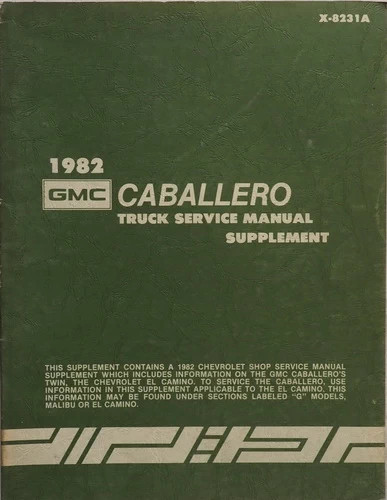 X-8231A
1982
GMC CABALLERO
TRUCK SERVICE MANUAL
SUPPLEMENT
THIS SUPPLEMENT CONTAINS A 1982 CHEVROLET SHOP SERVICE MANUAL
SUPPLEMENT WHICH INCLUDES INFORMATION ON THE GMC CABALLERO'S
TWIN, THE CHEVROLET EL CAMINO. TO SERVICE THE CABALLERO, USE
INFORMATION IN THIS SUPPLEMENT APPLICABLE TO THE EL CAMINO. THIS
INFORMATION MAY BE FOUND UNDER SECTIONS LABELED "G" MODELS,
MALIBU OR EL CAMINO.